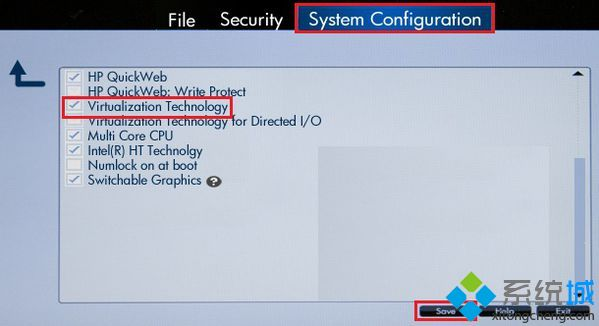 File Security System Configuration
HP QuickWeb
HP QuickWeb: Write Protect
Virtualization Technology
Virtualization Technology for Directed I/O
Multi Core CPU
Intel(R) HT Technolgy
Numlock on at boot
Switchable Graphics ?
Save Help Exit
系统城
xitongcheng.com